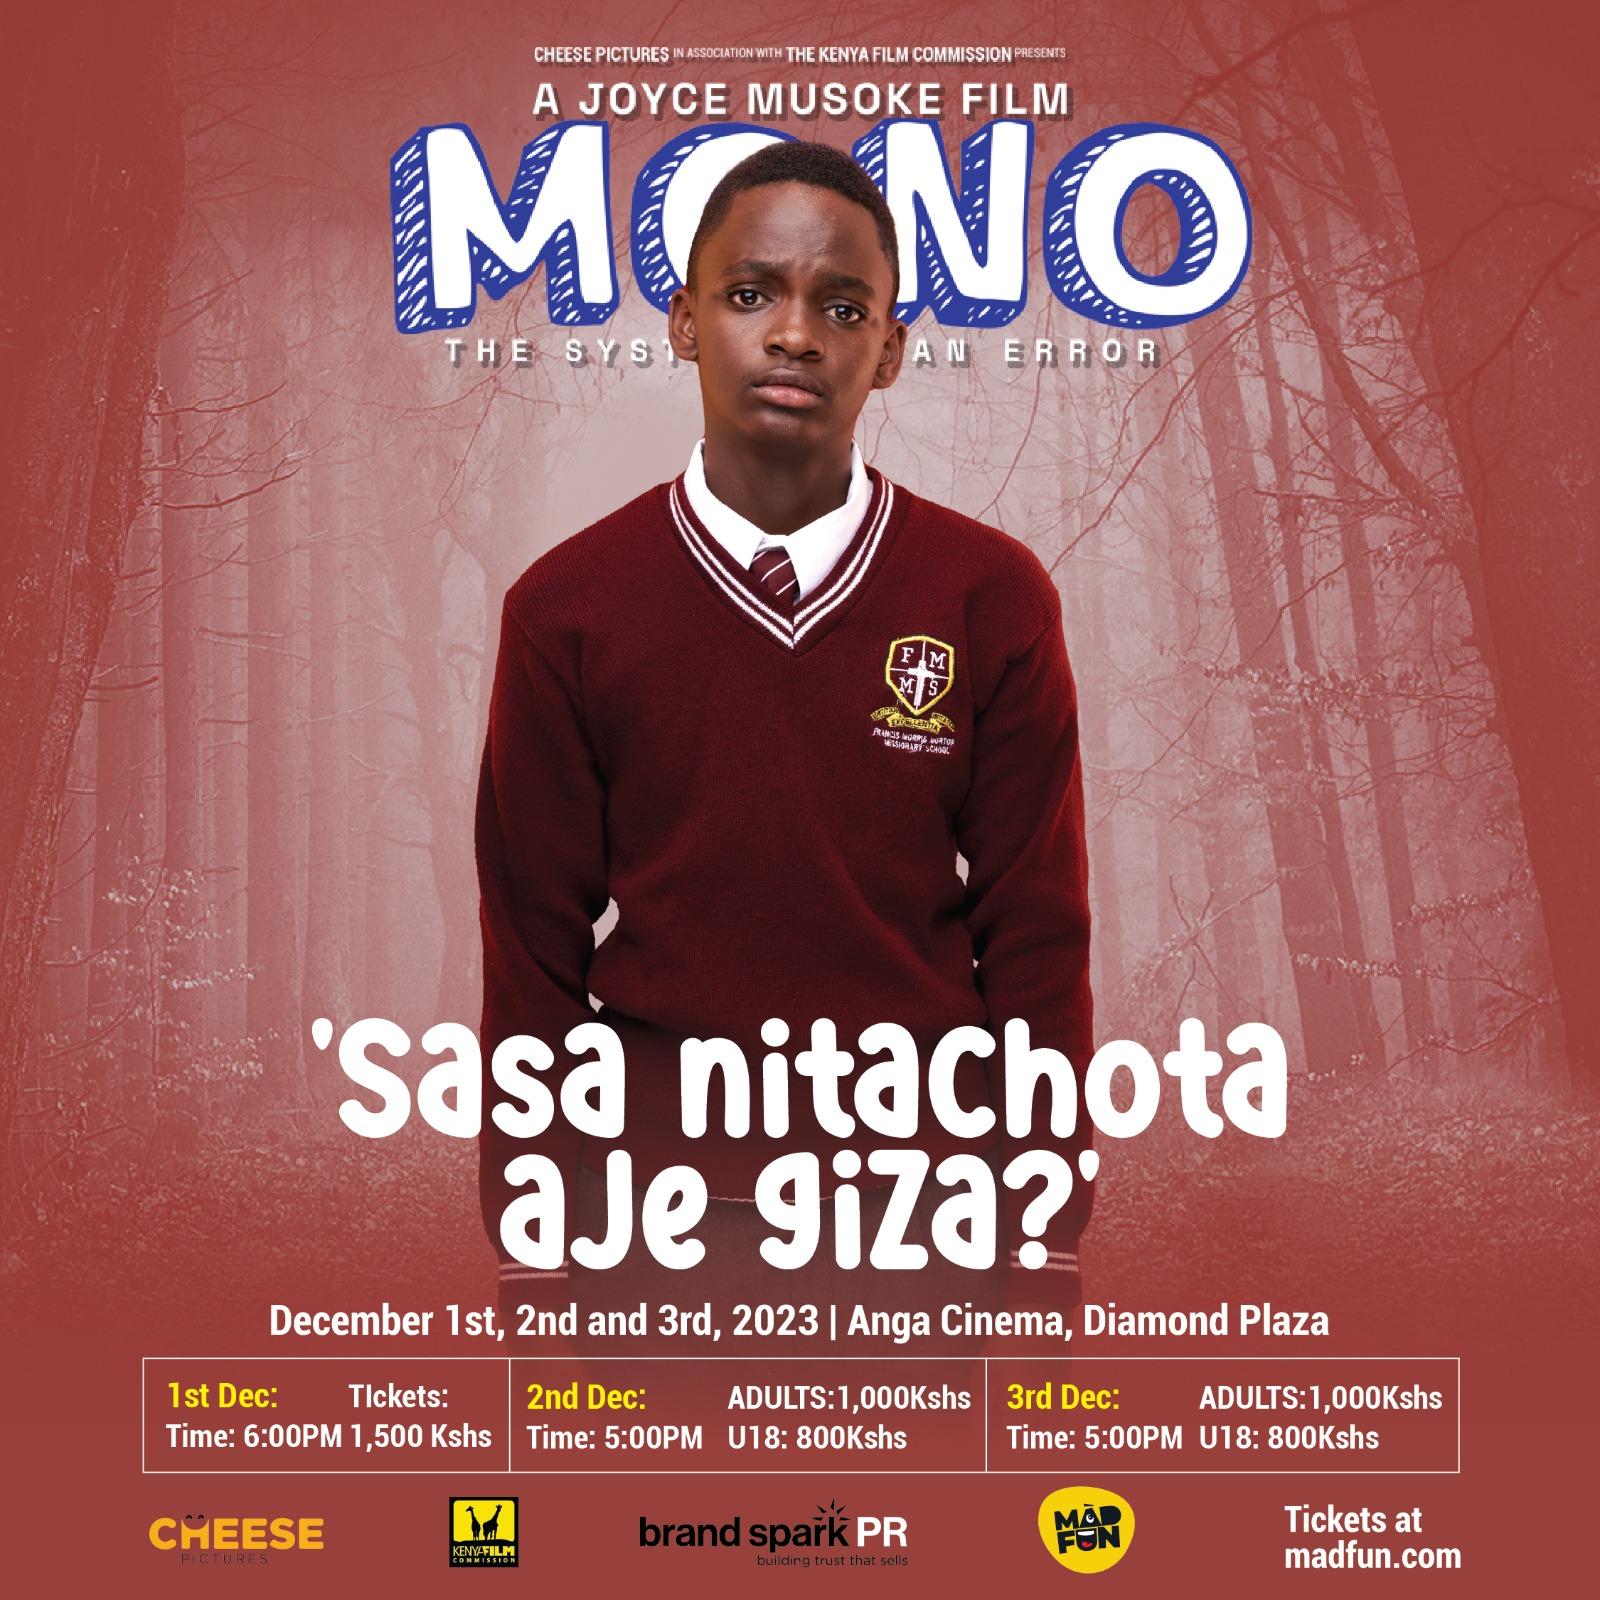 CHEESE PICTURES IN ASSOCIATION WITH THE KENYA FILM COMMISSION PRESENTS
A JOYCE MUSOKE FILM
MONO
THE SYST AN ERROR
F M
M S
EXCELLENTIA
FRANCIS MORRIS BURTON
MISSIONARY SCHOOL
'Sasa nitachota
aje giza?'
December 1st, 2nd and 3rd, 2023 | Anga Cinema, Diamond Plaza
1st Dec: TIckets:
Time: 6:00PM 1,500 Kshs
2nd Dec: ADULTS:1,000Kshs
Time: 5:00PM U18: 800Kshs
3rd Dec: ADULTS:1,000Kshs
Time: 5:00PM U18: 800Kshs
CHEESE
PICTURES
KENYA FILM
COMMISSION
brand spark PR
building trust that sells
MAD
FUN
Tickets at
madfun.com